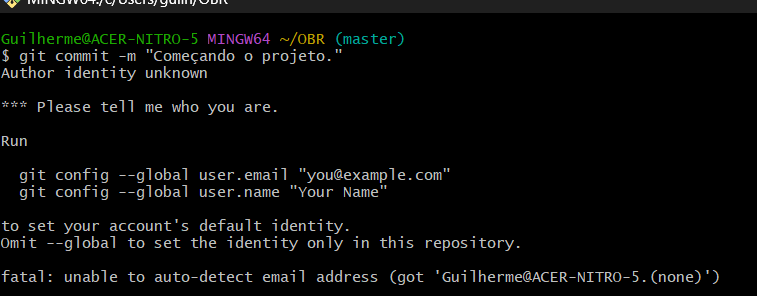 MINGW64:/c/Users/guilh/OBR
Guilherme@ACER-NITRO-5 MINGW64 ~/OBR (master)
$ git commit -m "Começando o projeto."
Author identity unknown
*** Please tell me who you are.
Run
git config --global user.email "you@example.com"
git config --global user.name "Your Name"
to set your account's default identity.
Omit --global to set the identity only in this repository.
fatal: unable to auto-detect email address (got 'Guilherme@ACER-NITRO-5.(none)')